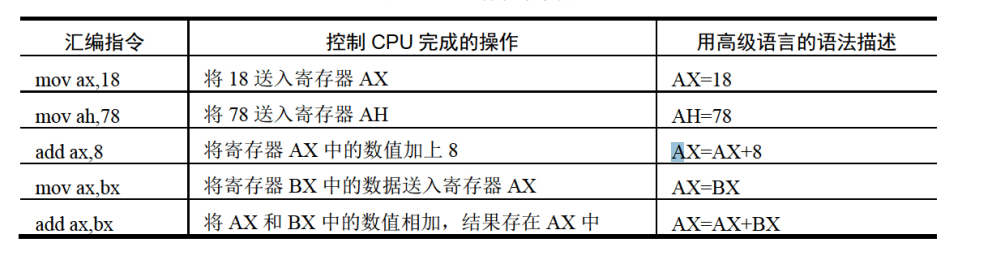 汇编指令 控制 CPU 完成的操作 用高级语言的语法描述
mov ax,18 将 18 送入寄存器 AX AX=18
mov ah,78 将 78 送入寄存器 AH AH=78
add ax,8 将寄存器 AX 中的数值加上 8 AX=AX+8
mov ax,bx 将寄存器 BX 中的数据送入寄存器 AX AX=BX
add ax,bx 将 AX 和 BX 中的数值相加，结果存在 AX 中 AX=AX+BX